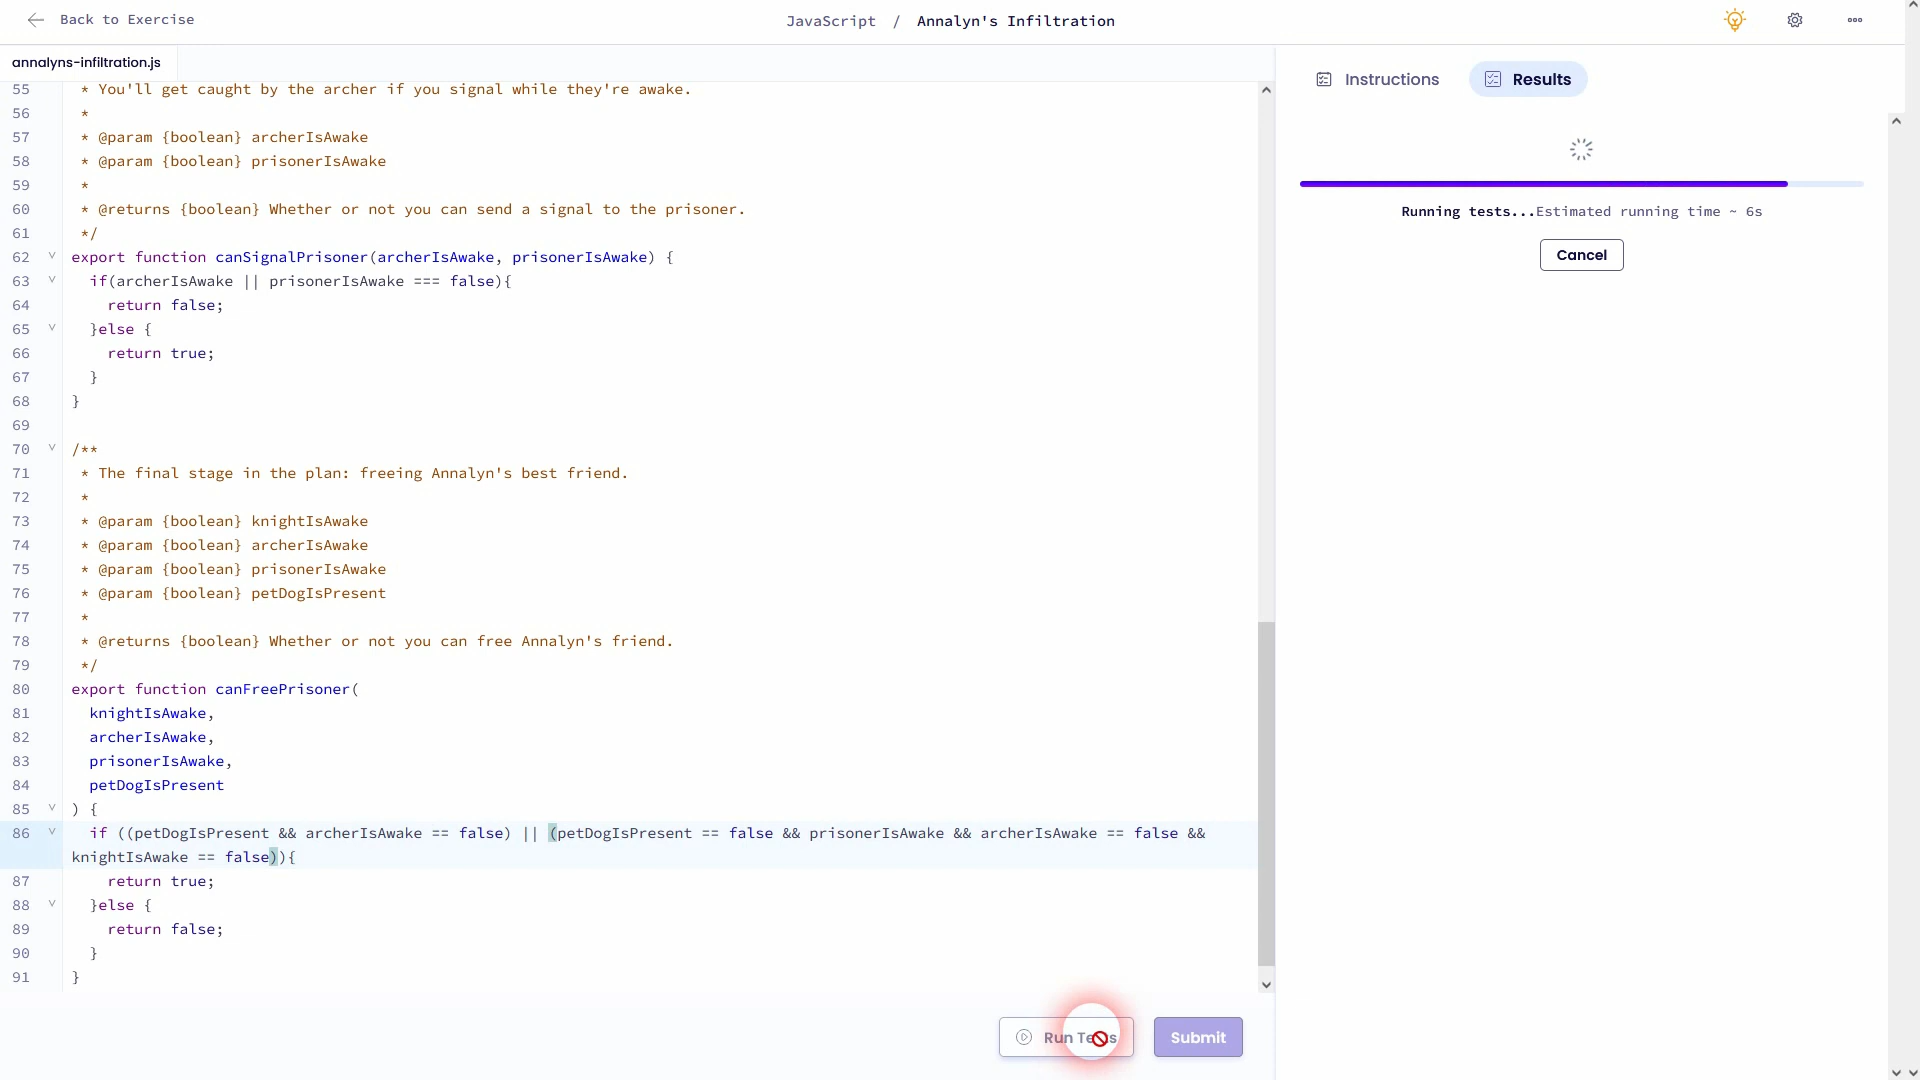 Back to Exercise
JavaScript / Annalyn's Infiltration
annalyns-infiltration.js
Instructions
Results
55 * You'll get caught by the archer if you signal while they're awake.
56 *
57 * @param {boolean} archerIsAwake
58 * @param {boolean} prisonerIsAwake
59 *
60 * @returns {boolean} Whether or not you can send a signal to the prisoner.
61 */
62 export function canSignalPrisoner(archerIsAwake, prisonerIsAwake) {
63 if(archerIsAwake || prisonerIsAwake === false){
64 return false;
65 }else {
66 return true;
67 }
68 }
69
70 /**
71 * The final stage in the plan: freeing Annalyn's best friend.
72 *
73 * @param {boolean} knightIsAwake
74 * @param {boolean} archerIsAwake
75 * @param {boolean} prisonerIsAwake
76 * @param {boolean} petDogIsPresent
77 *
78 * @returns {boolean} Whether or not you can free Annalyn's friend.
79 */
80 export function canFreePrisoner(
81 knightIsAwake,
82 archerIsAwake,
83 prisonerIsAwake,
84 petDogIsPresent
85 ) {
86 if ((petDogIsPresent && archerIsAwake == false) || (petDogIsPresent == false && prisonerIsAwake && archerIsAwake == false &&
knightIsAwake == false)){
87 return true;
88 }else {
89 return false;
90 }
91 }
Running tests...Estimated running time ~ 6s
Cancel
Run Tests
Submit